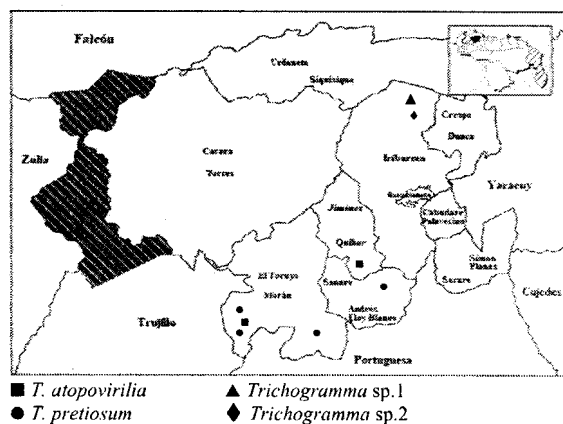 Falcón
Urdaneta
Siquisique
Crespo
Duaca
Zulia
Carora
Torres
Iribarren
Barquisimeto
Yaracuy
Jiménez
Cabudare
Palavecino
Quíbor
Simón
Planas
Sarare
El Tocuyo
Morán
Sanare
Andrés
Eloy Blanco
Cojedes
Trujillo
Portuguesa
T. atopovirilia
Trichogramma sp.1
T. pretiosum
Trichogramma sp.2